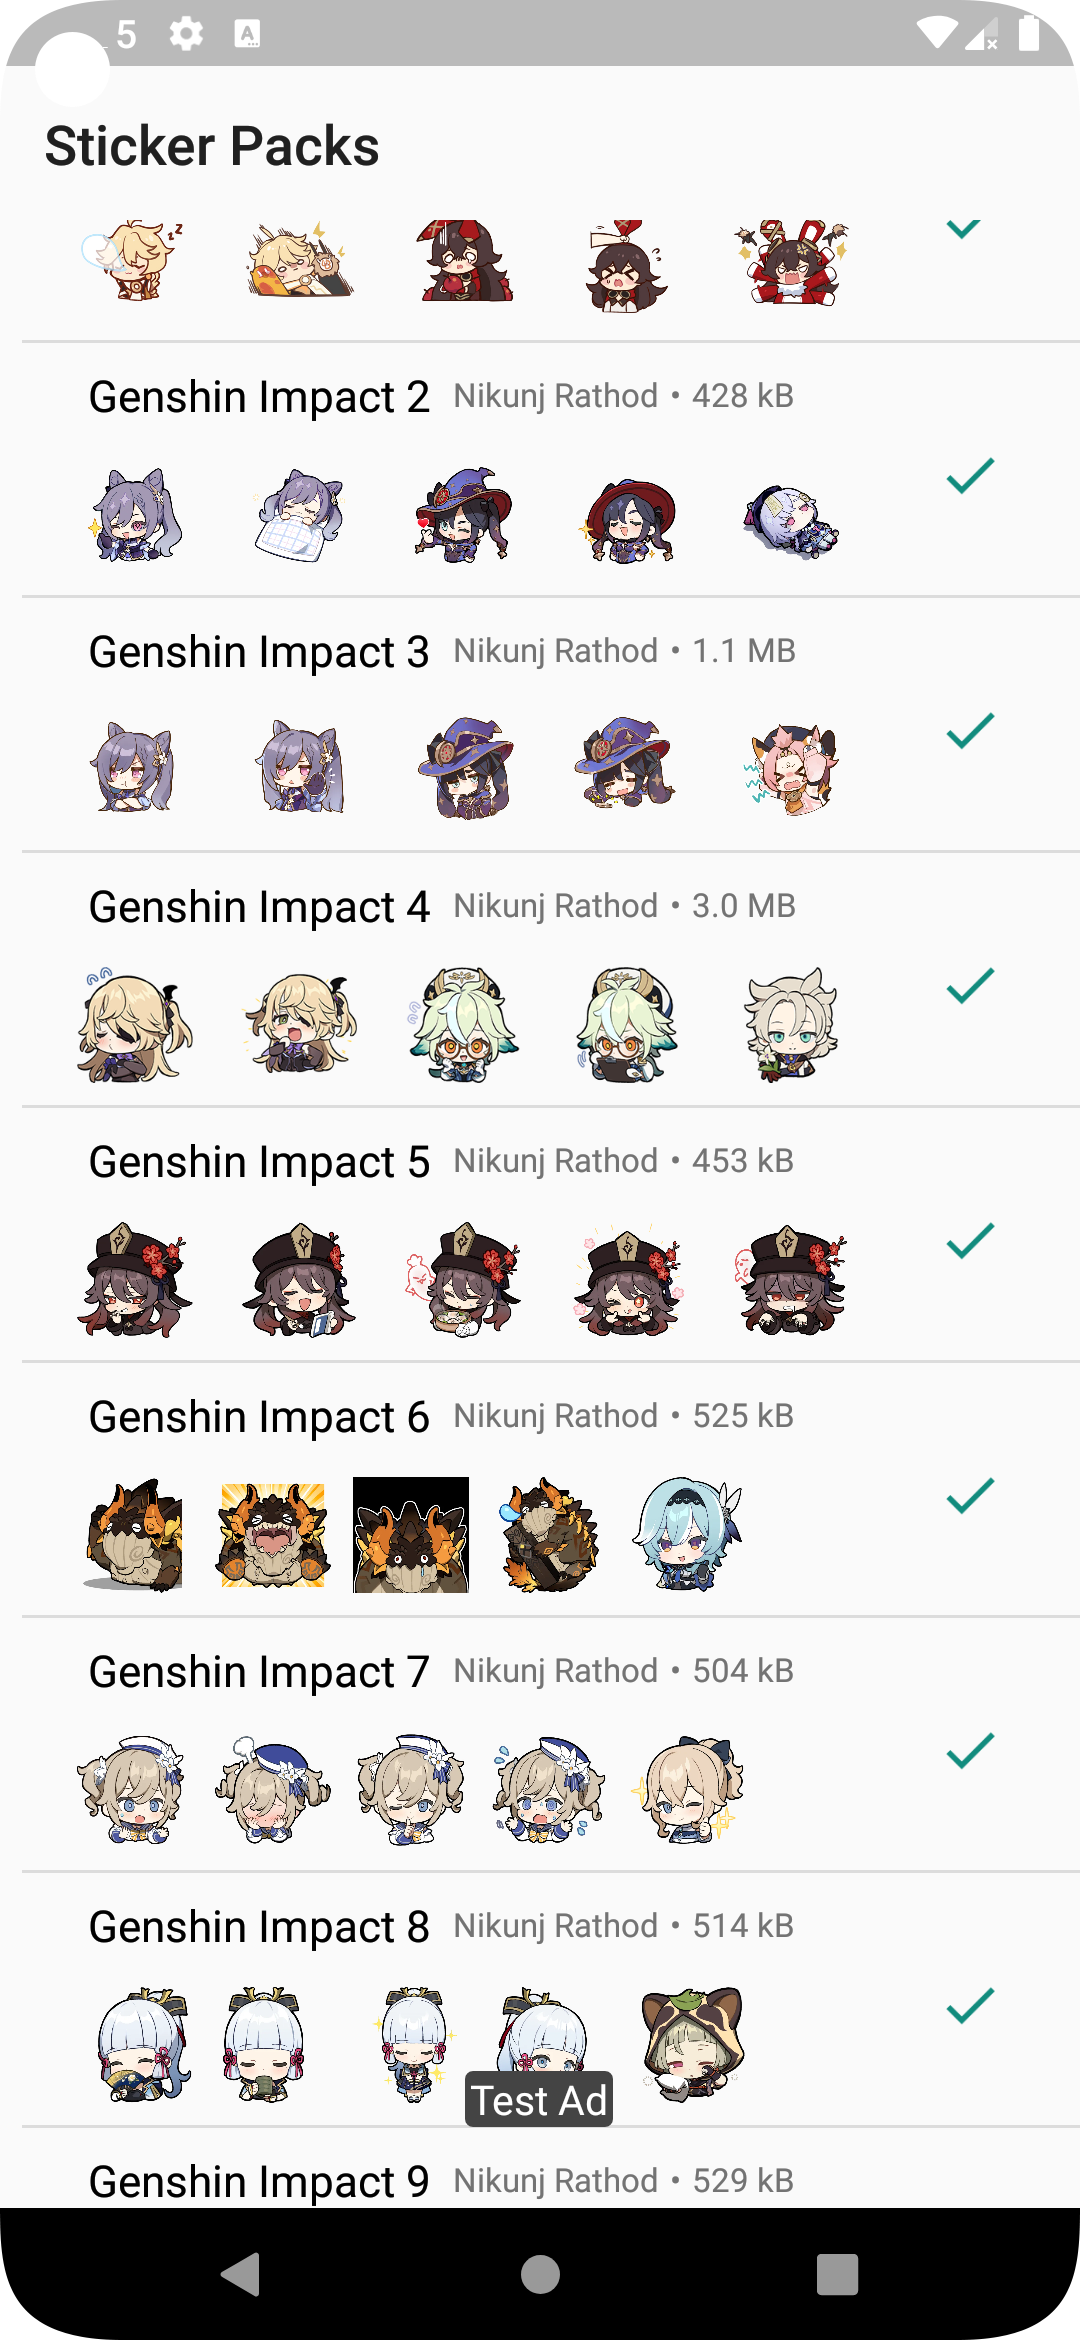 5
Sticker Packs
Genshin Impact 2 Nikunj Rathod • 428 kB
Genshin Impact 3 Nikunj Rathod • 1.1 MB
Genshin Impact 4 Nikunj Rathod • 3.0 MB
Genshin Impact 5 Nikunj Rathod • 453 kB
Genshin Impact 6 Nikunj Rathod • 525 kB
Genshin Impact 7 Nikunj Rathod • 504 kB
Genshin Impact 8 Nikunj Rathod • 514 kB
Test Ad
Genshin Impact 9 Nikunj Rathod • 529 kB